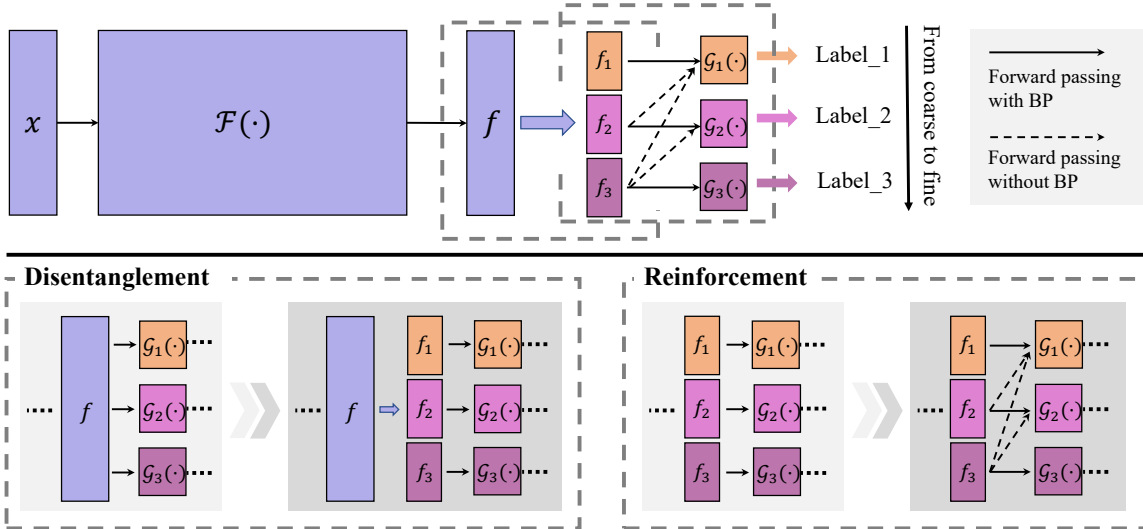 x
ℱ(·)
f
f₁
𝒢₁(·)
Label_1
f₂
𝒢₂(·)
Label_2
f₃
𝒢₃(·)
Label_3
From coarse to fine
Forward passing
with BP
Forward passing
without BP
Disentanglement
f
𝒢₁(·)
𝒢₂(·)
𝒢₃(·)
f
f₁
𝒢₁(·)
f₂
𝒢₂(·)
f₃
𝒢₃(·)
Reinforcement
f₁
𝒢₁(·)
f₂
𝒢₂(·)
f₃
𝒢₃(·)
f₁
𝒢₁(·)
f₂
𝒢₂(·)
f₃
𝒢₃(·)